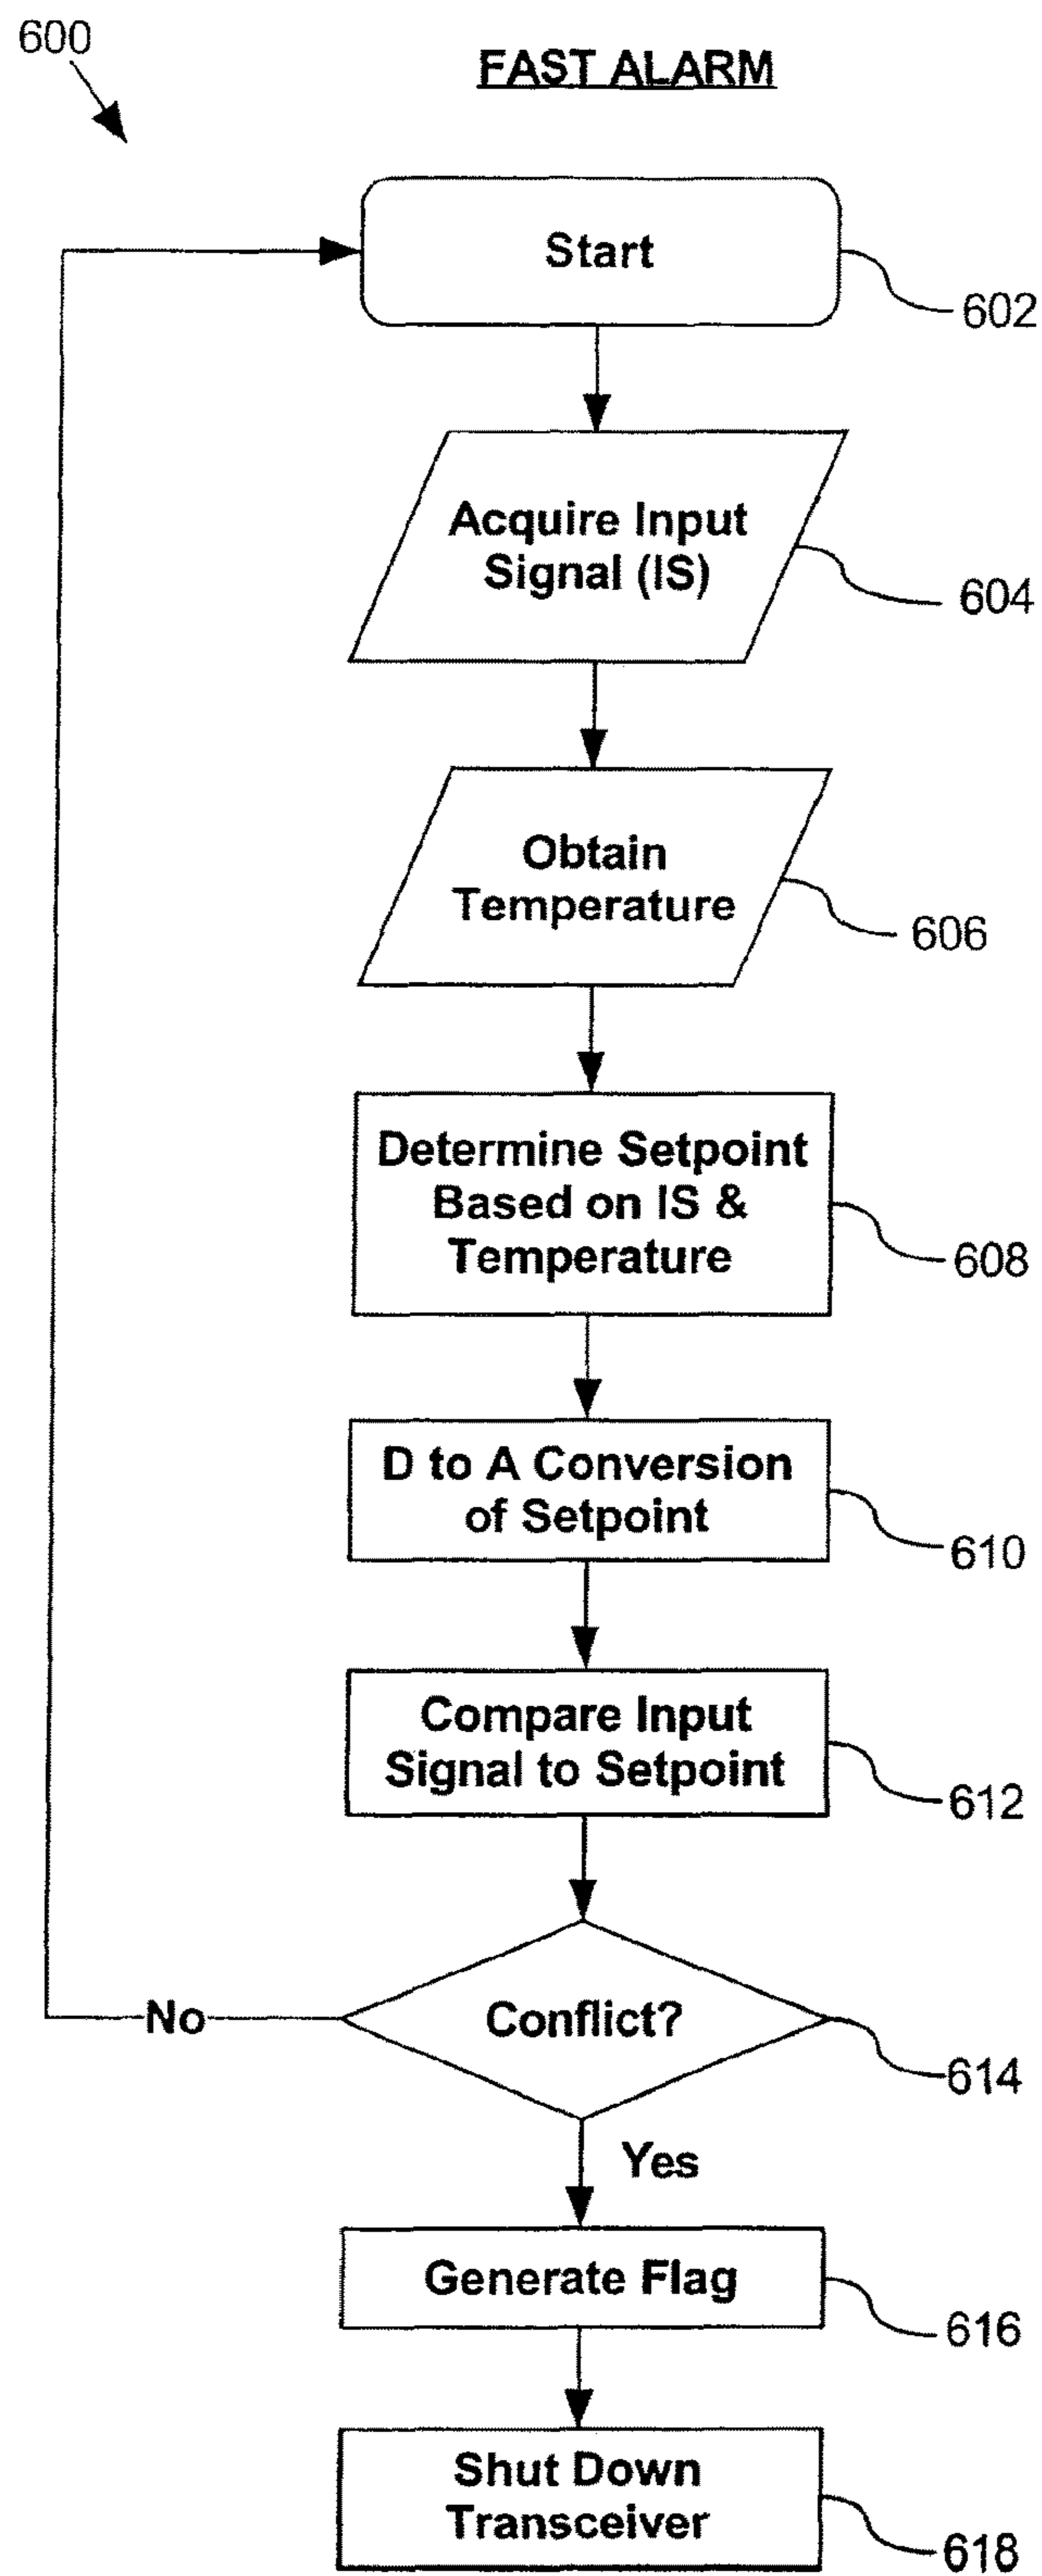 600
FAST ALARM
Start
602
Acquire Input
Signal (IS)
604
Obtain
Temperature
606
Determine Setpoint
Based on IS &
Temperature
608
D to A Conversion
of Setpoint
610
Compare Input
Signal to Setpoint
612
Conflict?
614
No
Yes
Generate Flag
616
Shut Down
Transceiver
618